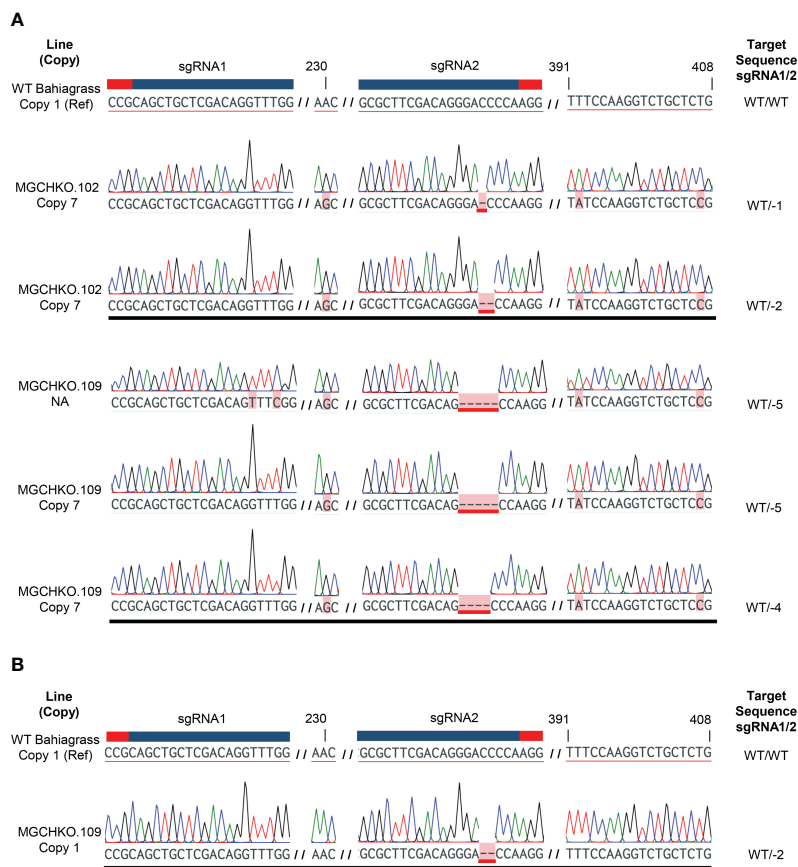 A
Line
(Copy)
sgRNA1 230 sgRNA2 391 408
Target
Sequence
sgRNA1/2
WT Bahiagrass
Copy 1 (Ref)
CCGCAGCTGCTCGACAGGTTTGG // AAC // GCGCTTCGACAGGGACCCCAAGG // TTTCCAAGGTCTGCTCTG
WT/WT
MGCHKO.102
Copy 7
CCGCAGCTGCTCGACAGGTTTGG // AGC // GCGCTTCGACAGGGA-CCCAAGG // TATCCAAGGTCTGCTCCG
WT/-1
MGCHKO.102
Copy 7
CCGCAGCTGCTCGACAGGTTTGG // AGC // GCGCTTCGACAGGGA--CCAAGG // TATCCAAGGTCTGCTCCG
WT/-2
MGCHKO.109
NA
CCGCAGCTGCTCGACAGTTTCGG // AGC // GCGCTTCGACAG-----CCAAGG // TATCCAAGGTCTGCTCCG
WT/-5
MGCHKO.109
Copy 7
CCGCAGCTGCTCGACAGGTTTGG // AGC // GCGCTTCGACAG-----CCAAGG // TATCCAAGGTCTGCTCCG
WT/-5
MGCHKO.109
Copy 7
CCGCAGCTGCTCGACAGGTTTGG // AGC // GCGCTTCGACAG----CCCAAGG // TATCCAAGGTCTGCTCCG
WT/-4
B
Line
(Copy)
sgRNA1 230 sgRNA2 391 408
Target
Sequence
sgRNA1/2
WT Bahiagrass
Copy 1 (Ref)
CCGCAGCTGCTCGACAGGTTTGG // AAC // GCGCTTCGACAGGGACCCCAAGG // TTTCCAAGGTCTGCTCTG
WT/WT
MGCHKO.109
Copy 1
CCGCAGCTGCTCGACAGGTTTGG // AAC // GCGCTTCGACAGGGA--CCAAGG // TTTCCAAGGTCTGCTCTG
WT/-2